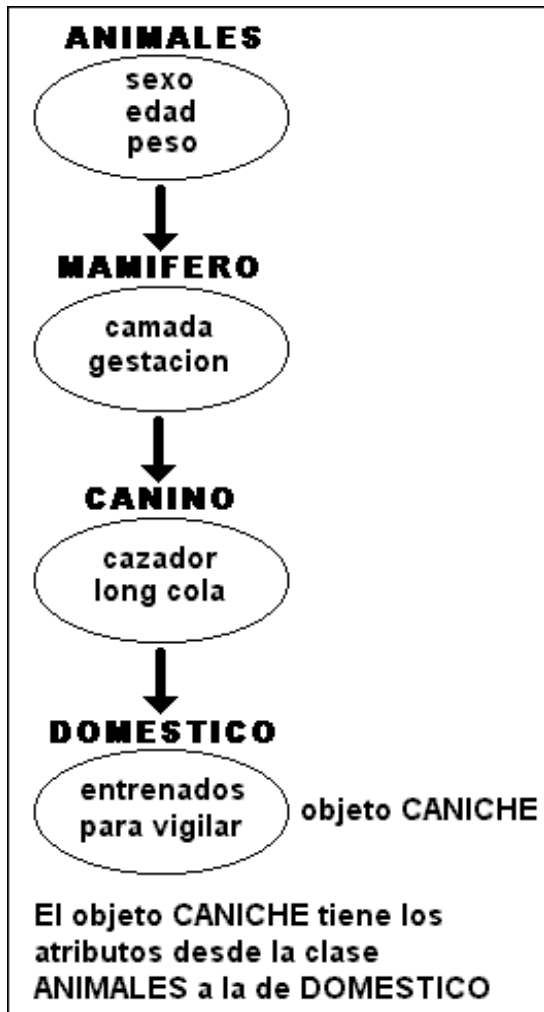 ANIMALES
sexo
edad
peso
MAMIFERO
camada
gestacion
CANINO
cazador
long cola
DOMESTICO
entrenados
para vigilar
objeto CANICHE
El objeto CANICHE tiene los
atributos desde la clase
ANIMALES a la de DOMESTICO